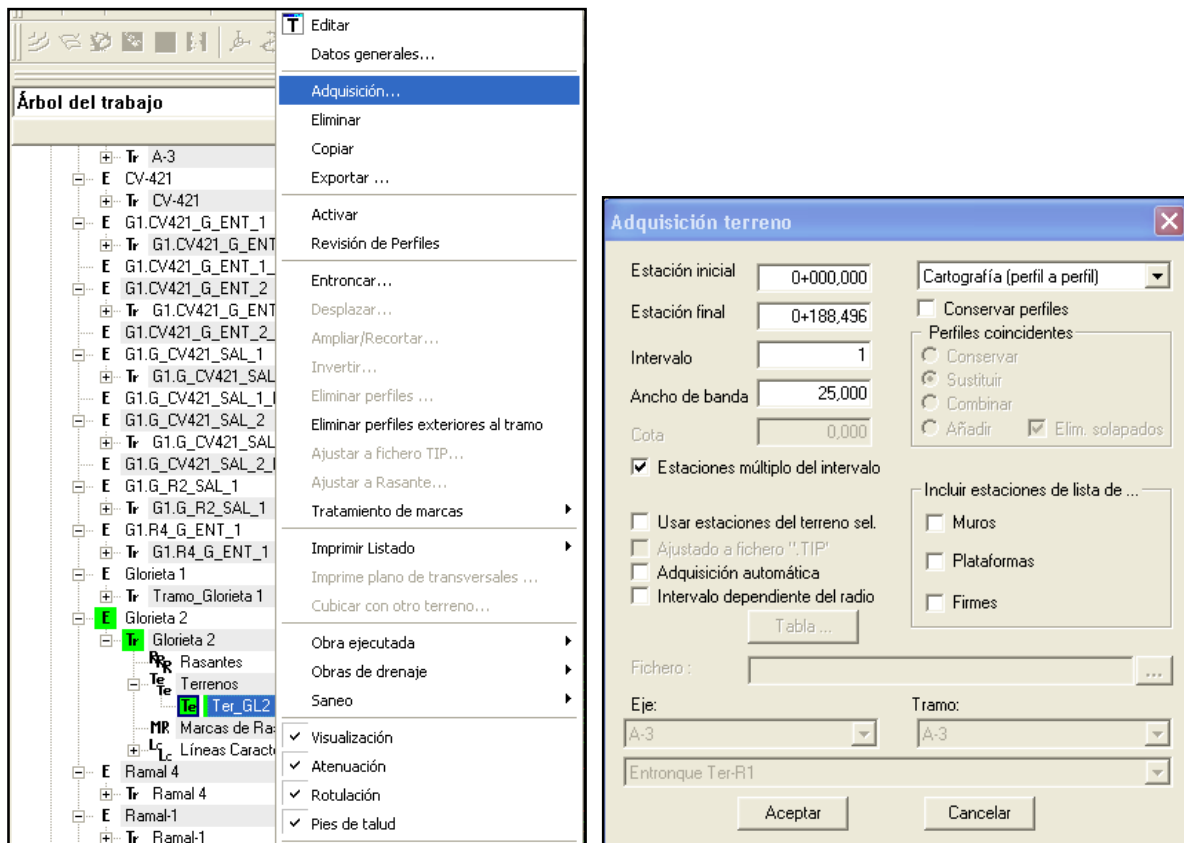 Árbol del trabajo
Tr A-3
E CV-421
Tr CV-421
E G1.CV421_G_ENT_1
Tr G1.CV421_G_ENT
E G1.CV421_G_ENT_1_
E G1.CV421_G_ENT_2
Tr G1.CV421_G_ENT
E G1.CV421_G_ENT_2_
E G1.G_CV421_SAL_1
Tr G1.G_CV421_SAL
E G1.G_CV421_SAL_1_
E G1.G_CV421_SAL_2
Tr G1.G_CV421_SAL
E G1.G_CV421_SAL_2_
E G1.G_R2_SAL_1
Tr G1.G_R2_SAL_1
E G1.R4_G_ENT_1
Tr G1.R4_G_ENT_1
E Glorieta 1
Tr Tramo_Glorieta 1
E Glorieta 2
Tr Glorieta 2
RRR Rasantes
Te Te Terrenos
Te Ter_GL2
MR Marcas de Ra
Lc Lc Líneas Caract
E Ramal 4
Tr Ramal 4
E Ramal-1
Tr Ramal-1
T Editar
Datos generales...
Adquisición...
Eliminar
Copiar
Exportar ...
Activar
Revisión de Perfiles
Entroncar...
Desplazar...
Ampliar/Recortar...
Invertir...
Eliminar perfiles ...
Eliminar perfiles exteriores al tramo
Ajustar a fichero TIP...
Ajustar a Rasante...
Tratamiento de marcas
Imprimir Listado
Imprime plano de transversales ...
Cubicar con otro terreno...
Obra ejecutada
Obras de drenaje
Saneo
Visualización
Atenuación
Rotulación
Pies de talud
Adquisición terreno
Estación inicial 0+000,000
Estación final 0+188,496
Intervalo 1
Ancho de banda 25,000
Cota 0,000
Estaciones múltiplo del intervalo
Usar estaciones del terreno sel.
Ajustado a fichero ".TIP"
Adquisición automática
Intervalo dependiente del radio
Tabla ...
Cartografía (perfil a perfil)
Conservar perfiles
Perfiles coincidentes
Conservar
Sustituir
Combinar
Añadir Elim. solapados
Incluir estaciones de lista de ...
Muros
Plataformas
Firmes
Fichero : ...
Eje: Tramo:
A-3 A-3
Entronque Ter-R1
Aceptar Cancelar